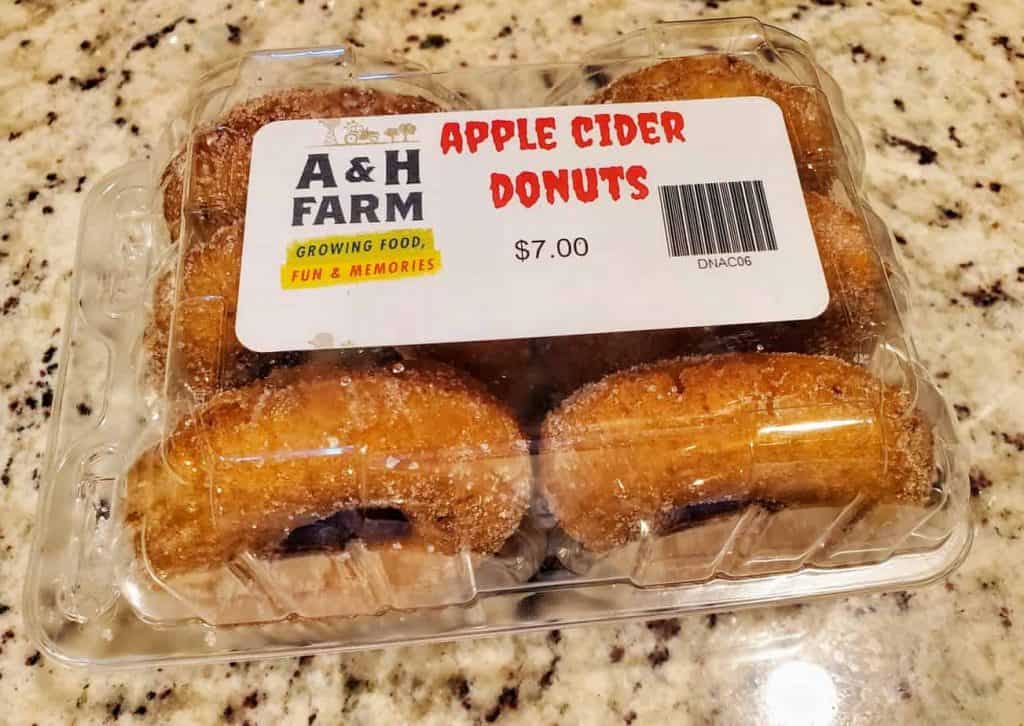 A & H
FARM
GROWING FOOD,
FUN & MEMORIES
APPLE CIDER
DONUTS
$7.00
DNAC06